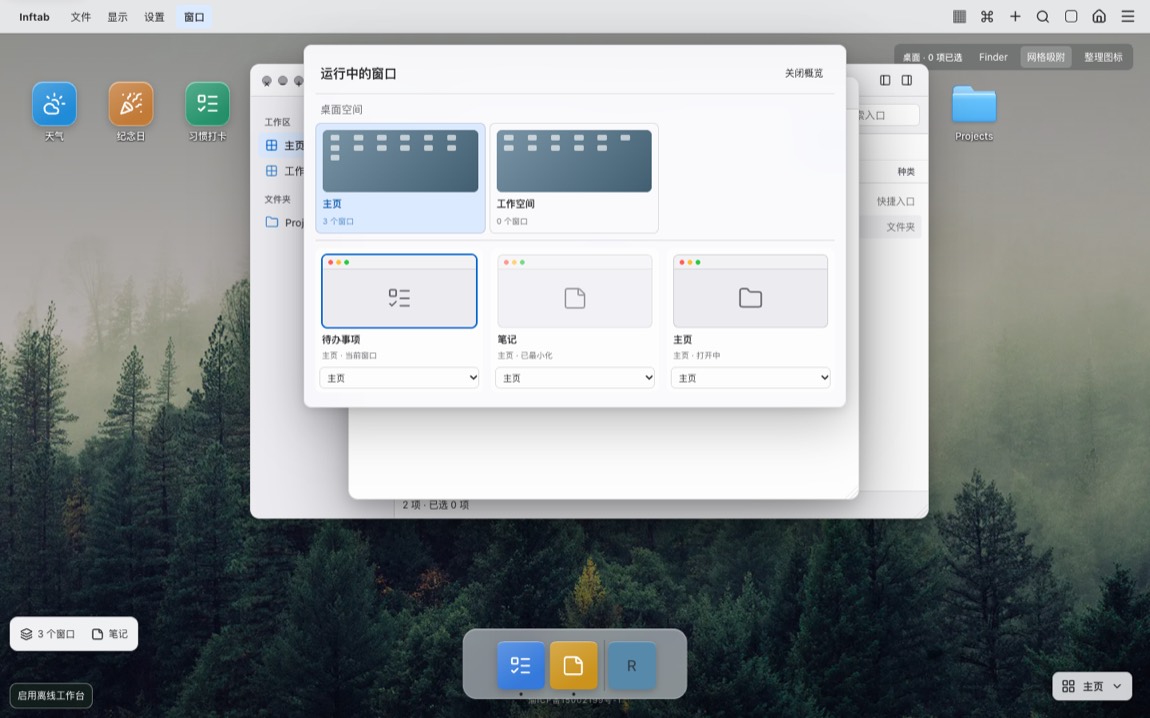 Inftab 文件 显示 设置 窗口
桌面 · 0 项已选 Finder 网格吸附 整理图标
运行中的窗口 关闭概览
桌面空间
主页
3 个窗口
工作空间
0 个窗口
待办事项
主页 · 当前窗口
主页
笔记
主页 · 已最小化
主页
主页
主页 · 打开中
主页
天气
纪念日
习惯打卡
Projects
工作区
主页
工作
文件夹
Proj
索入口
种类
快捷入口
文件夹
2 项 · 已选 0 项
3 个窗口 笔记
启用离线工作台
R
主页